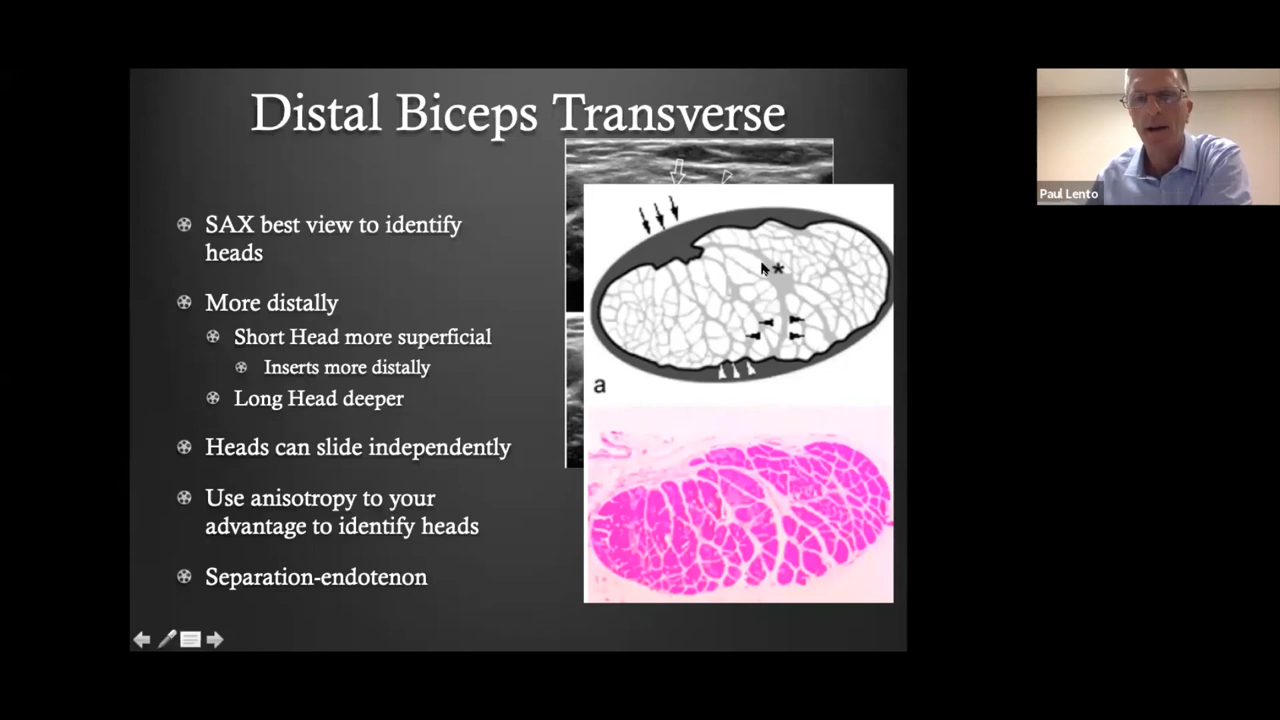 Distal Biceps Transverse
SAX best view to identify
heads
More distally
Short Head more superficial
Inserts more distally
Long Head deeper
Heads can slide independently
Use anisotropy to your
advantage to identify heads
Separation-endotenon
*
a
Paul Lento